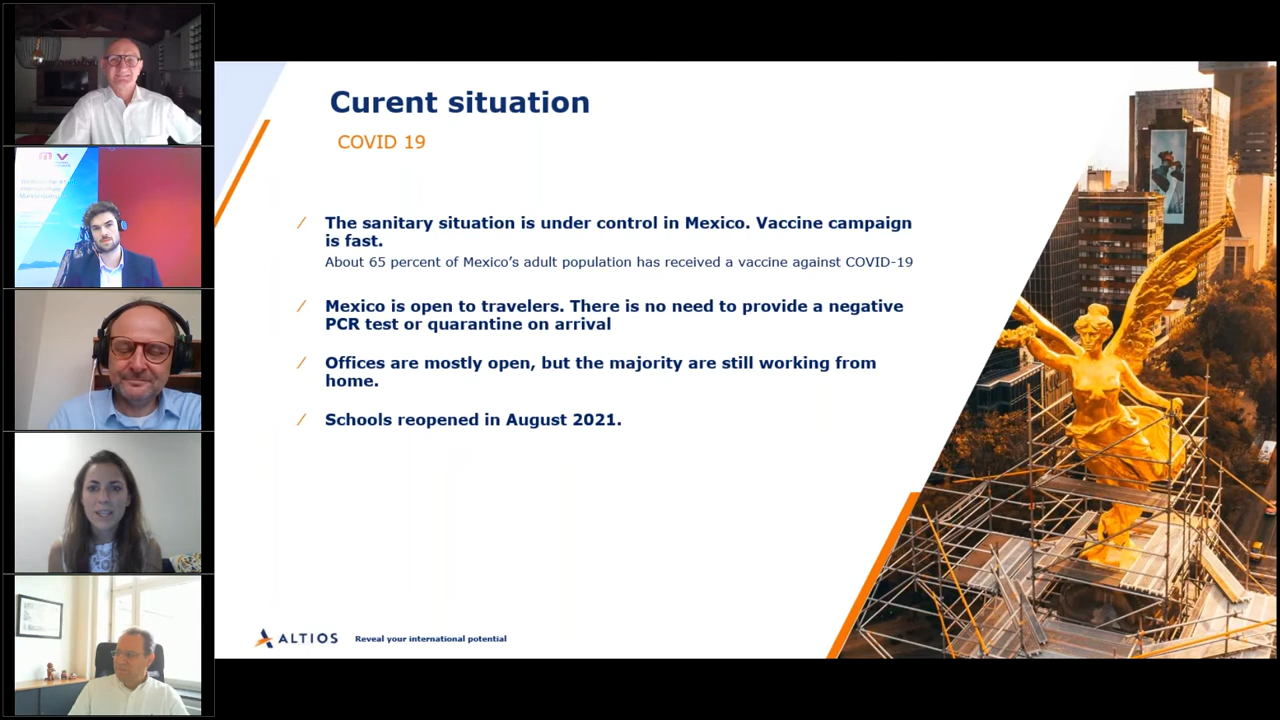 Curent situation
COVID 19
The sanitary situation is under control in Mexico. Vaccine campaign
is fast.
About 65 percent of Mexico’s adult population has received a vaccine against COVID-19
Mexico is open to travelers. There is no need to provide a negative
PCR test or quarantine on arrival
Offices are mostly open, but the majority are still working from
home.
Schools reopened in August 2021.
ALTIOS Reveal your international potential